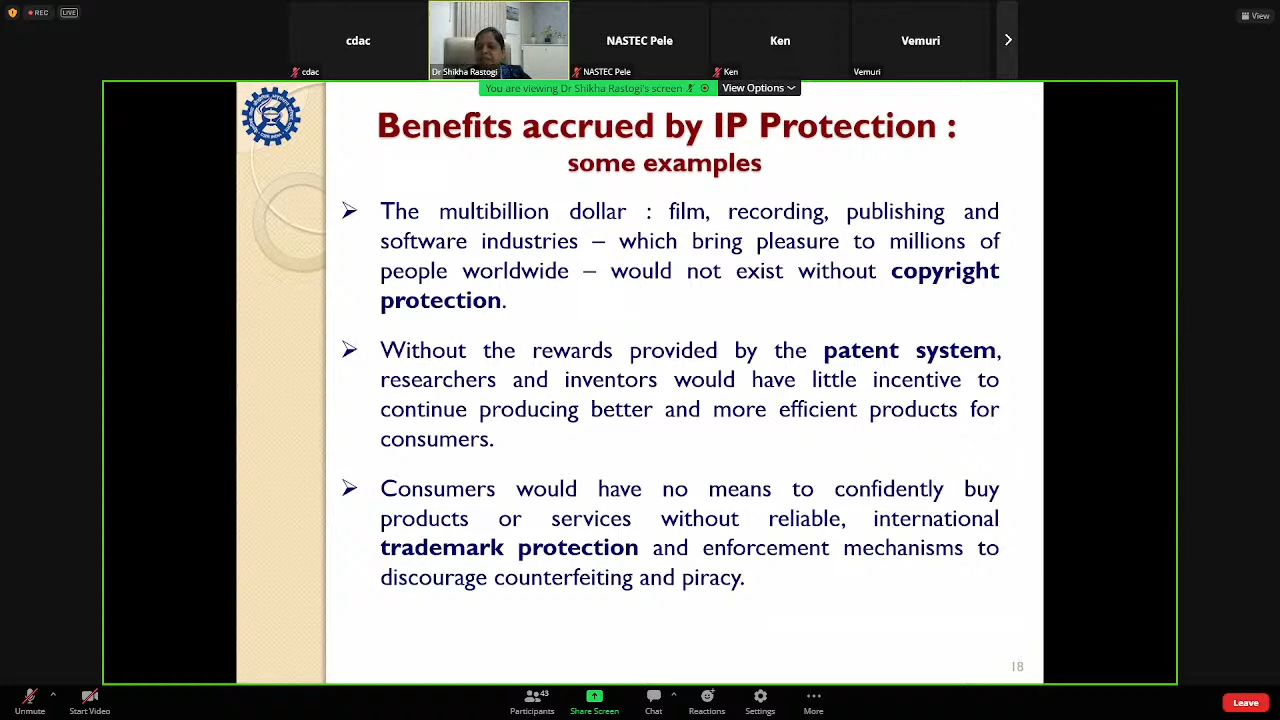 REC
LIVE
View
cdac
NASTEC Pele
Ken
Vemuri
cdac
Dr Shikha Rastogi
NASTEC Pele
Ken
Vemuri
You are viewing Dr Shikha Rastogi's screen
View Options
Benefits accrued by IP Protection :
some examples
➢ The multibillion dollar : film, recording, publishing and
software industries – which bring pleasure to millions of
people worldwide – would not exist without copyright
protection.
➢ Without the rewards provided by the patent system,
researchers and inventors would have little incentive to
continue producing better and more efficient products for
consumers.
➢ Consumers would have no means to confidently buy
products or services without reliable, international
trademark protection and enforcement mechanisms to
discourage counterfeiting and piracy.
18
Unmute
Start Video
43
Participants
Share Screen
Chat
Reactions
Settings
More
Leave